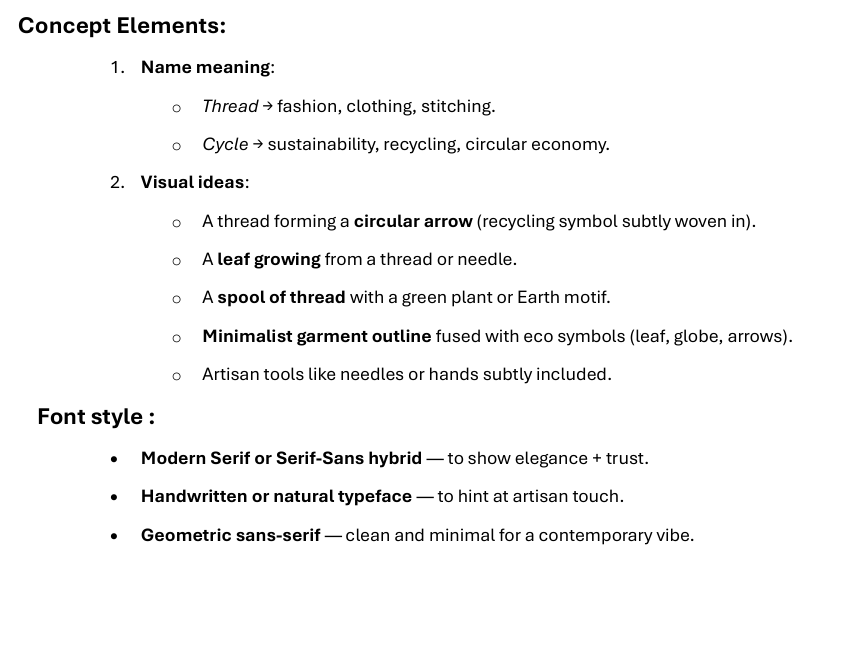 Concept Elements:
1. Name meaning:
○ Thread → fashion, clothing, stitching.
○ Cycle → sustainability, recycling, circular economy.
2. Visual ideas:
○ A thread forming a circular arrow (recycling symbol subtly woven in).
○ A leaf growing from a thread or needle.
○ A spool of thread with a green plant or Earth motif.
○ Minimalist garment outline fused with eco symbols (leaf, globe, arrows).
○ Artisan tools like needles or hands subtly included.
Font style :
• Modern Serif or Serif-Sans hybrid — to show elegance + trust.
• Handwritten or natural typeface — to hint at artisan touch.
• Geometric sans-serif — clean and minimal for a contemporary vibe.